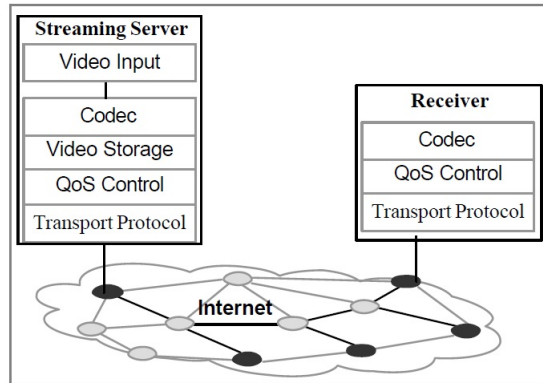 Streaming Server
Video Input
Codec
Video Storage
QoS Control
Transport Protocol
Receiver
Codec
QoS Control
Transport Protocol
Internet